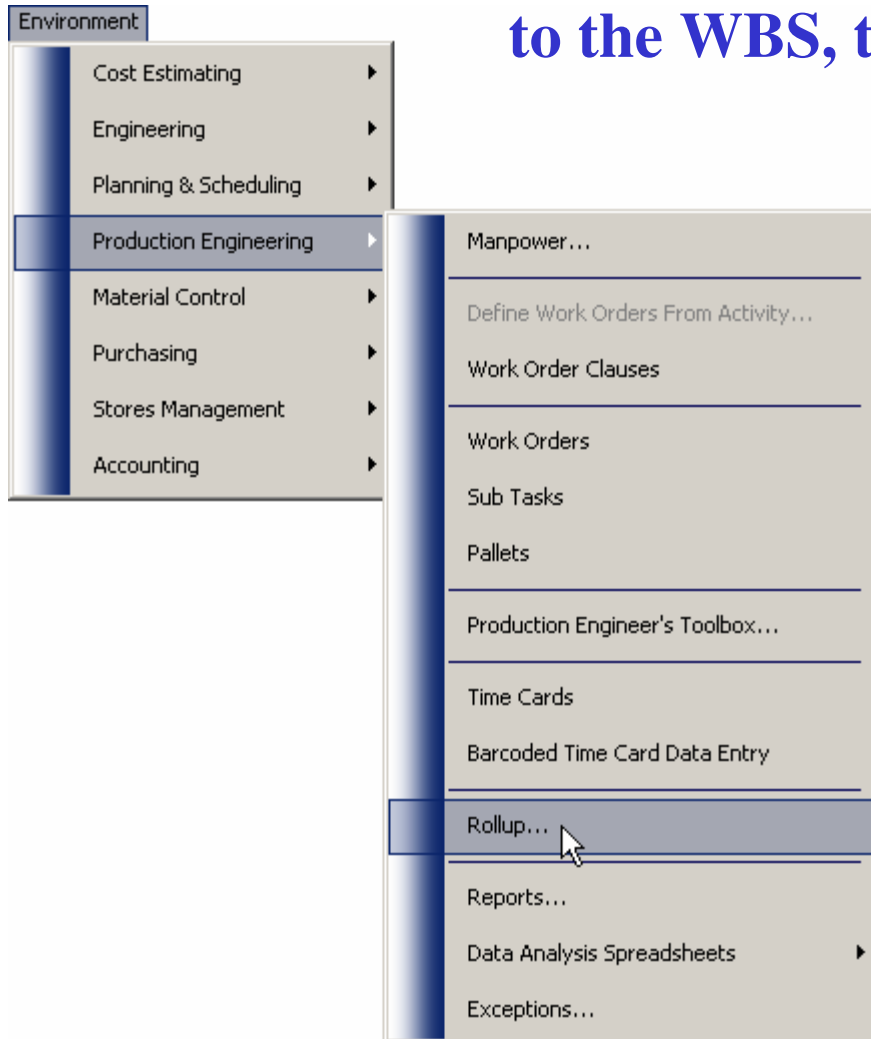 Environment
to the WBS, t
Cost Estimating
Engineering
Planning & Scheduling
Production Engineering
Material Control
Purchasing
Stores Management
Accounting
Manpower...
Define Work Orders From Activity...
Work Order Clauses
Work Orders
Sub Tasks
Pallets
Production Engineer's Toolbox...
Time Cards
Barcoded Time Card Data Entry
Rollup...
Reports...
Data Analysis Spreadsheets
Exceptions...